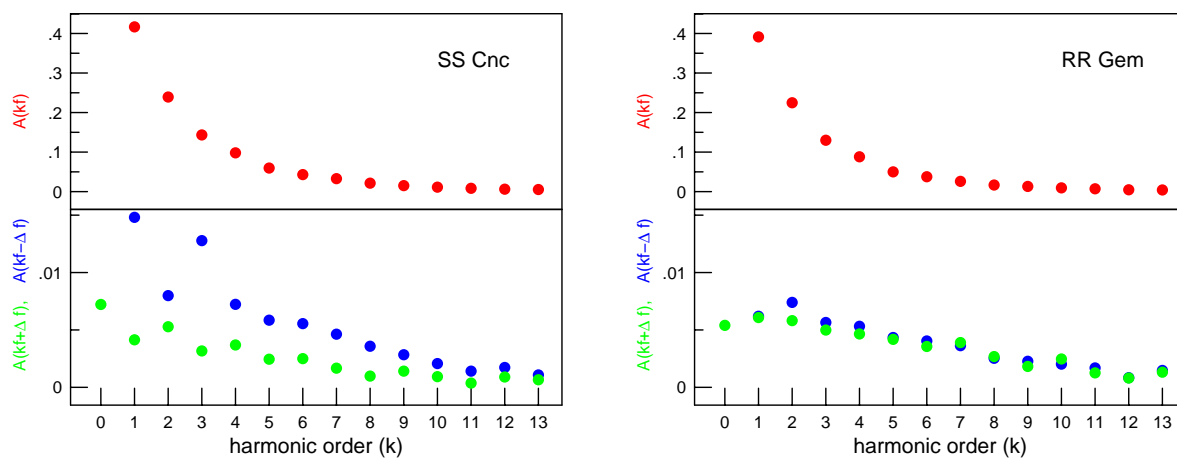 SS Cnc
A(kf)
.4
.3
.2
.1
0
A(kf+Δ f), A(kf−Δ f)
.01
0
0 1 2 3 4 5 6 7 8 9 10 11 12 13
harmonic order (k)
RR Gem
A(kf)
.4
.3
.2
.1
0
A(kf+Δ f), A(kf−Δ f)
.01
0
0 1 2 3 4 5 6 7 8 9 10 11 12 13
harmonic order (k)